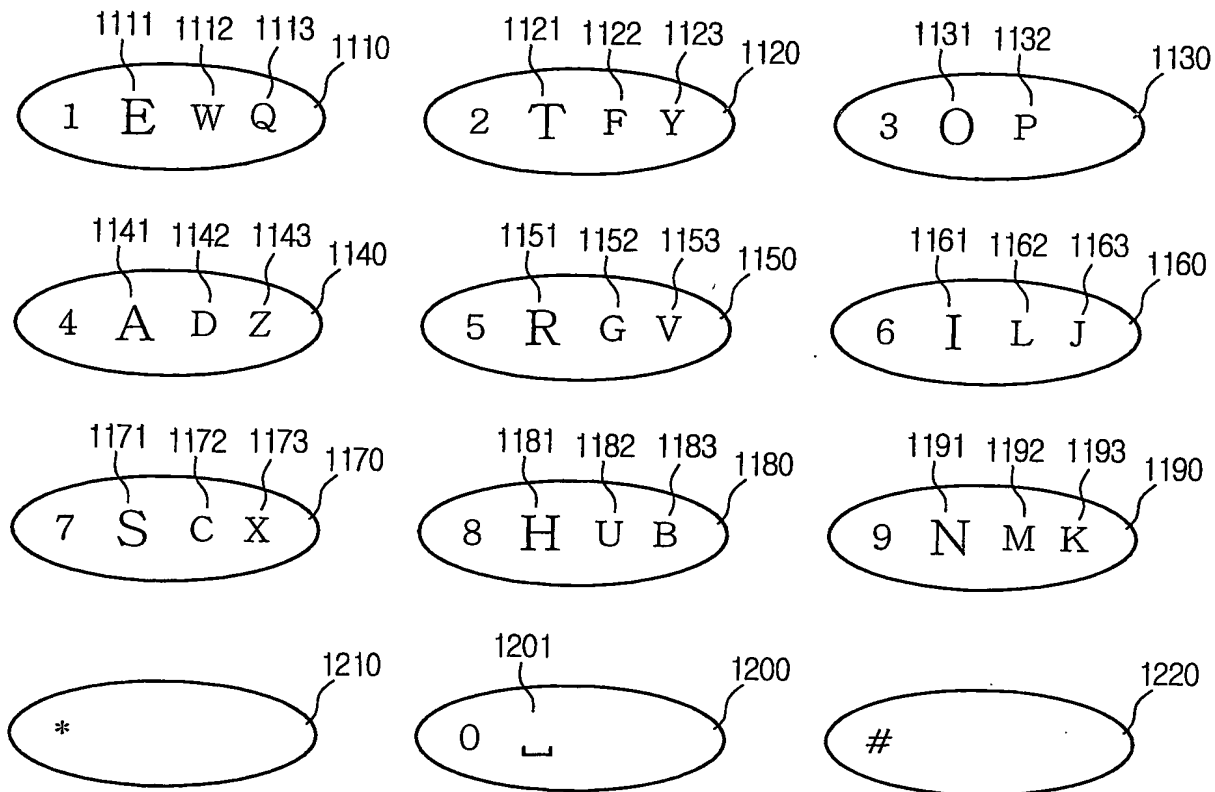 1111 1112 1113 1110 1121 1122 1123 1120 1131 1132 1130
1 E W Q 2 T F Y 3 O P
1141 1142 1143 1140 1151 1152 1153 1150 1161 1162 1163 1160
4 A D Z 5 R G V 6 I L J
1171 1172 1173 1170 1181 1182 1183 1180 1191 1192 1193 1190
7 S C X 8 H U B 9 N M K
1210 1201 1200 1220
* 0 ⎵ #